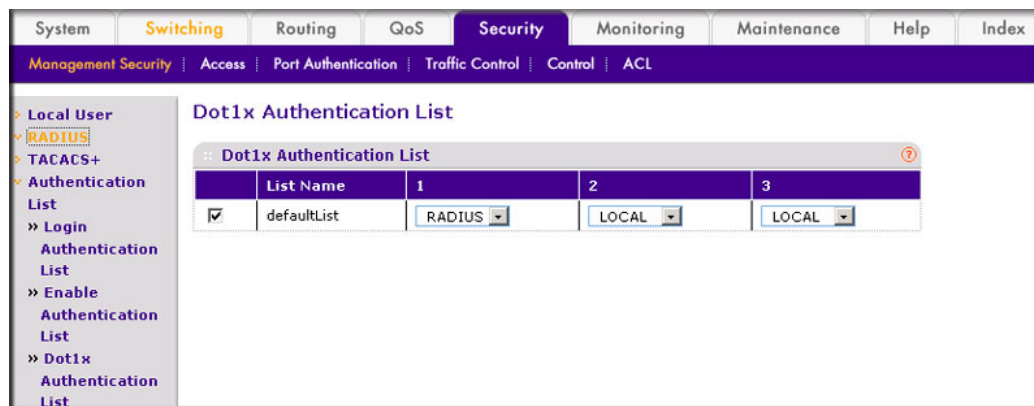 System Switching Routing QoS Security Monitoring Maintenance Help Index
Management Security Access Port Authentication Traffic Control Control ACL
Local User
RADIUS
TACACS+
Authentication
List
» Login
Authentication
List
» Enable
Authentication
List
» Dot1x
Authentication
List
Dot1x Authentication List
Dot1x Authentication List ?
List Name 1 2 3
defaultList RADIUS LOCAL LOCAL